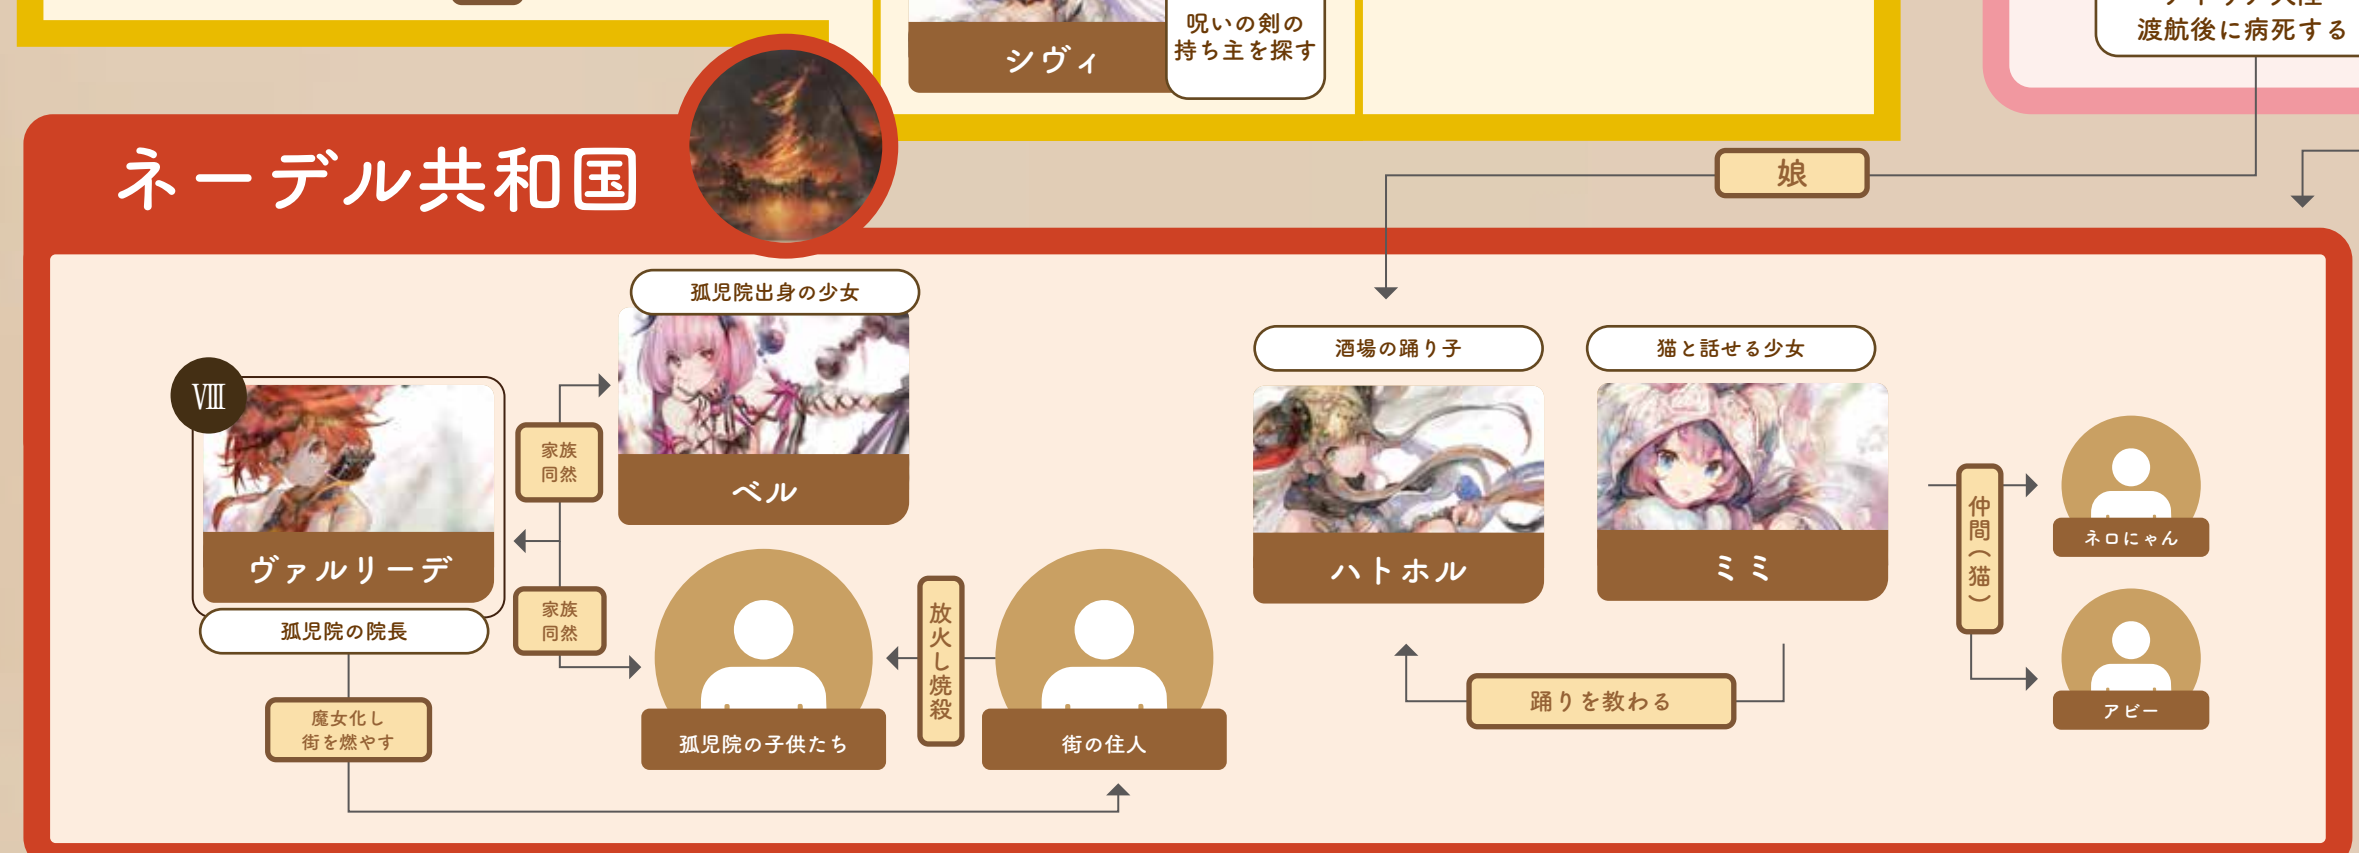 呪いの剣の
持ち主を探す
シヴィ
渡航後に病死する
娘
ネーデル共和国
孤児院出身の少女
ベル
VIII
ヴァルリーデ
孤児院の院長
家族
同然
家族
同然
魔女化し
街を燃やす
孤児院の子供たち
放火し焼殺
街の住人
酒場の踊り子
ハトホル
猫と話せる少女
ミミ
踊りを教わる
仲間(猫)
ネロにゃん
アビー